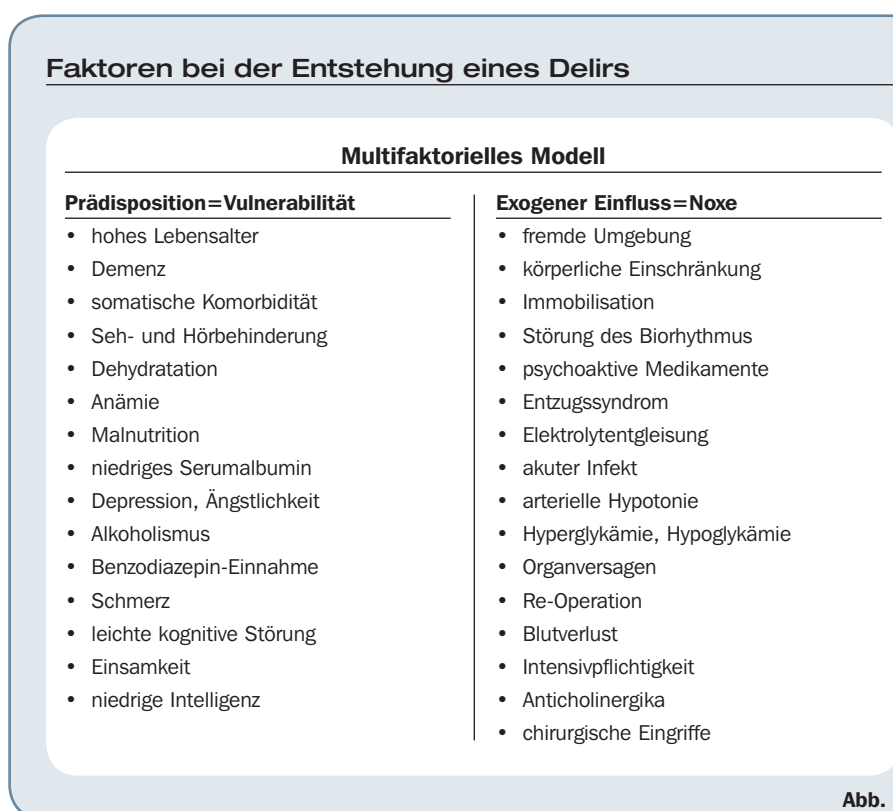 Faktoren bei der Entstehung eines Delirs
Multifaktorielles Modell
Prädisposition=Vulnerabilität
• hohes Lebensalter
• Demenz
• somatische Komorbidität
• Seh- und Hörbehinderung
• Dehydratation
• Anämie
• Malnutrition
• niedriges Serumalbumin
• Depression, Ängstlichkeit
• Alkoholismus
• Benzodiazepin-Einnahme
• Schmerz
• leichte kognitive Störung
• Einsamkeit
• niedrige Intelligenz
Exogener Einfluss=Noxe
• fremde Umgebung
• körperliche Einschränkung
• Immobilisation
• Störung des Biorhythmus
• psychoaktive Medikamente
• Entzugssyndrom
• Elektrolytentgleisung
• akuter Infekt
• arterielle Hypotonie
• Hyperglykämie, Hypoglykämie
• Organversagen
• Re-Operation
• Blutverlust
• Intensivpflichtigkeit
• Anticholinergika
• chirurgische Eingriffe
Abb.